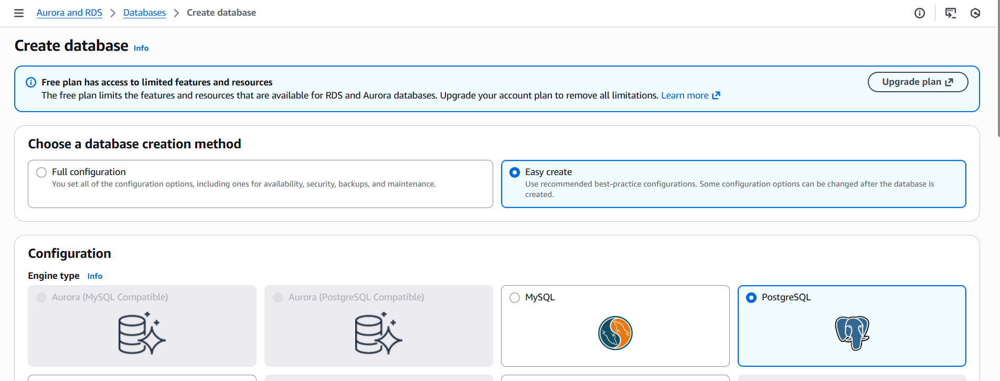 Aurora and RDS > Databases > Create database
Create database Info
Free plan has access to limited features and resources
Upgrade plan
The free plan limits the features and resources that are available for RDS and Aurora databases. Upgrade your account plan to remove all limitations. Learn more
Choose a database creation method
Full configuration
You set all of the configuration options, including ones for availability, security, backups, and maintenance.
Easy create
Use recommended best-practice configurations. Some configuration options can be changed after the database is
created.
Configuration
Engine type Info
Aurora (MySQL Compatible)
Aurora (PostgreSQL Compatible)
MySQL
PostgreSQL